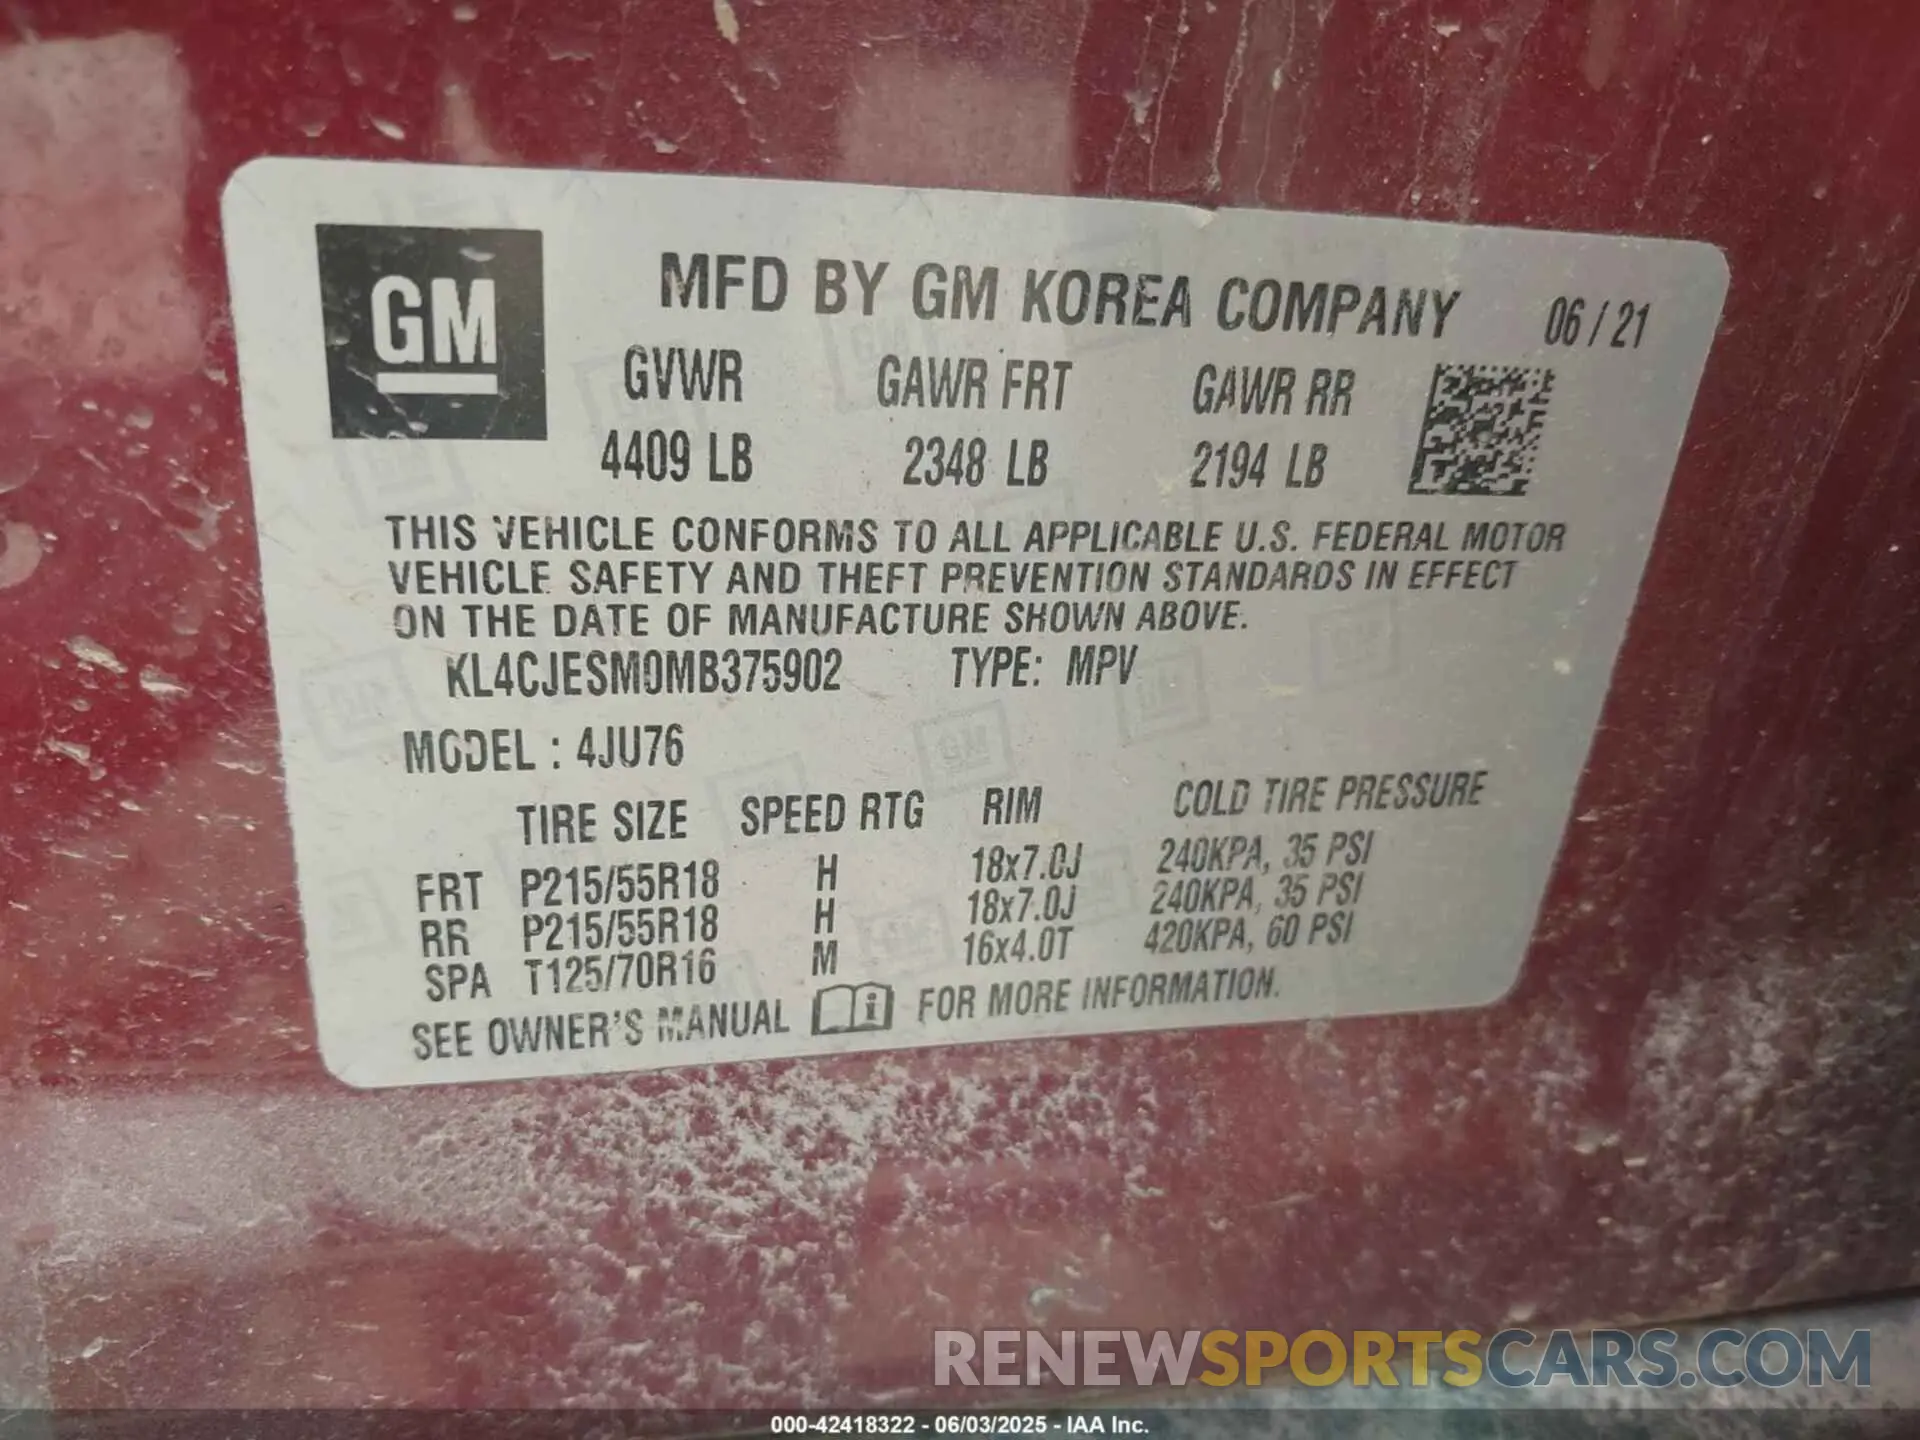 GM
MFD BY GM KOREA COMPANY 06 / 21
GVWR GAWR FRT GAWR RR
4409 LB 2348 LB 2194 LB
THIS VEHICLE CONFORMS TO ALL APPLICABLE U.S. FEDERAL MOTOR
VEHICLE SAFETY AND THEFT PREVENTION STANDARDS IN EFFECT
ON THE DATE OF MANUFACTURE SHOWN ABOVE.
KL4CJESM0MB375902 TYPE: MPV
MODEL : 4JU76
TIRE SIZE SPEED RTG RIM COLD TIRE PRESSURE
FRT P215/55R18 H 18x7.0J 240KPA, 35 PSI
RR P215/55R18 H 18x7.0J 240KPA, 35 PSI
SPA T125/70R16 M 16x4.0T 420KPA, 60 PSI
SEE OWNER'S MANUAL i FOR MORE INFORMATION.
RENEWSPORTSCARS.COM
000-42418322 - 06/03/2025 - IAA Inc.